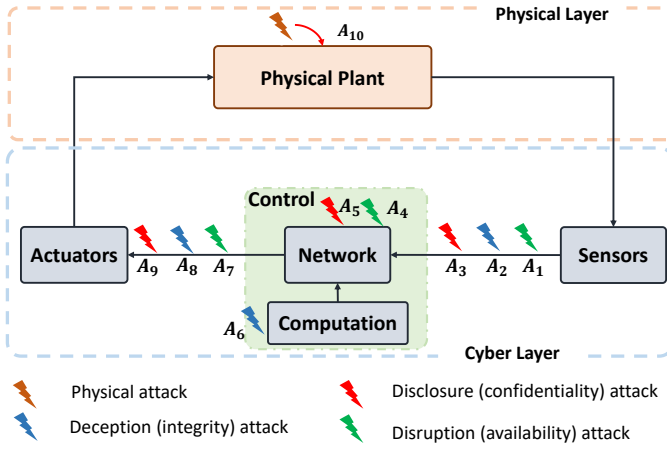 Physical Layer
A10
Physical Plant
Control
A5 A4
Actuators
Network
Sensors
A9 A8 A7
A3 A2 A1
A6
Computation
Cyber Layer
Physical attack
Disclosure (confidentiality) attack
Deception (integrity) attack
Disruption (availability) attack